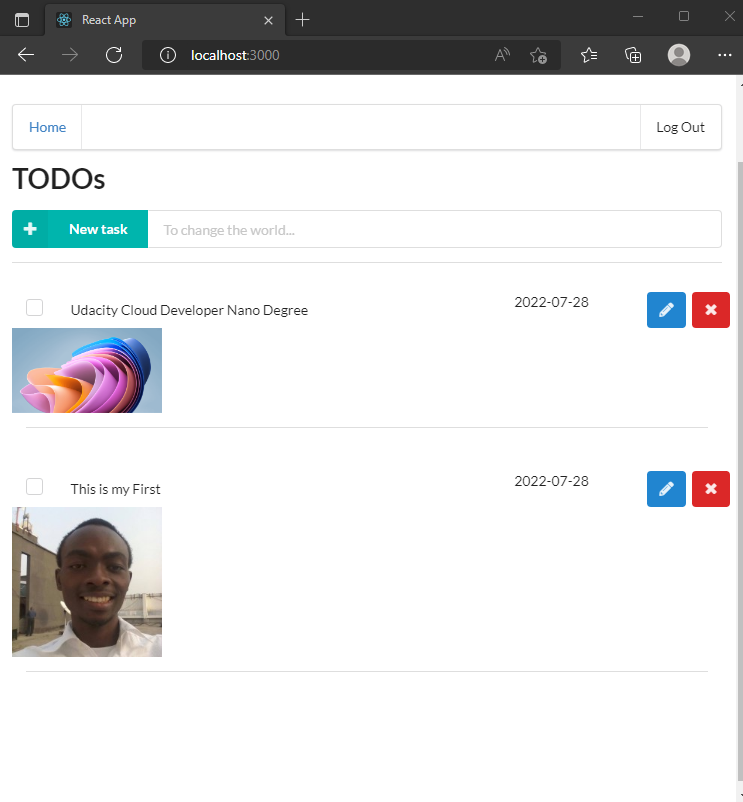 React App
localhost:3000
Home
Log Out
TODOs
New task
To change the world...
Udacity Cloud Developer Nano Degree
2022-07-28
This is my First
2022-07-28